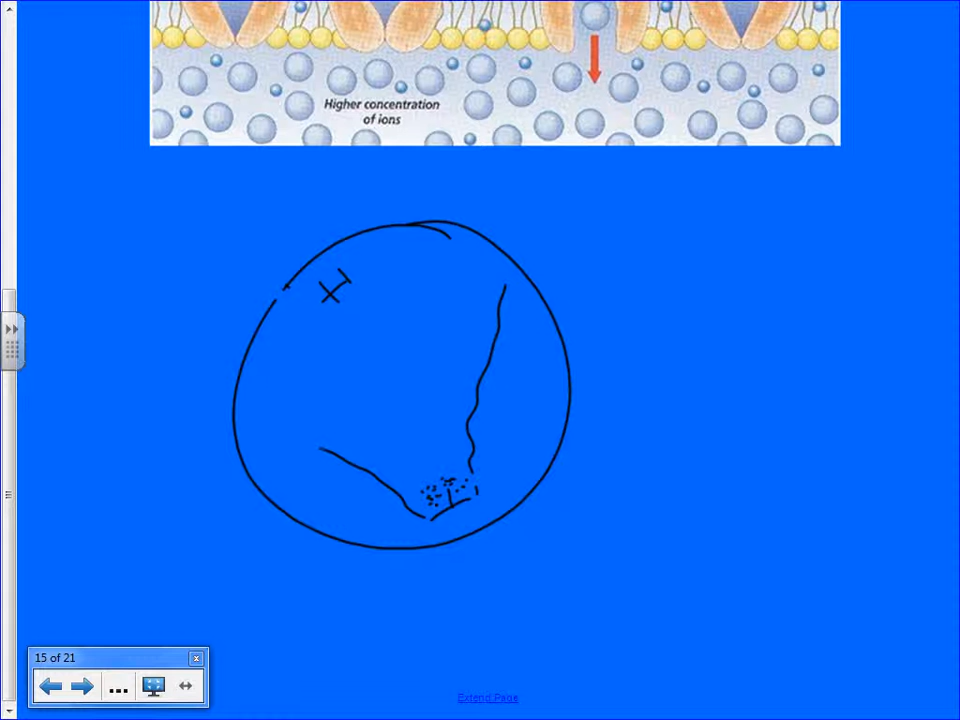 Higher concentration
of ions
15 of 21
...
Extend Page